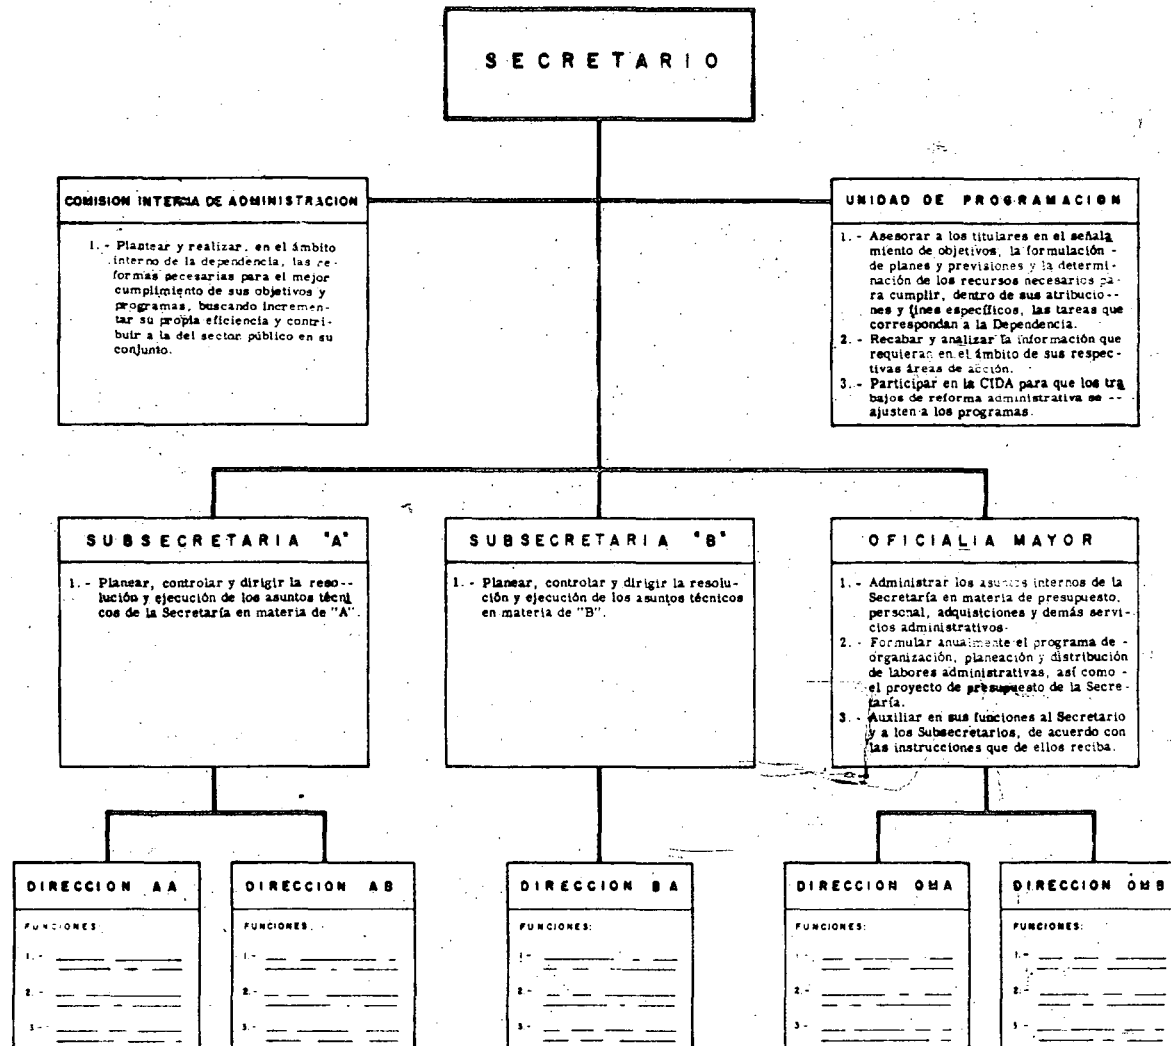 SECRETARIO
COMISION INTERNA DE ADMINISTRACION
1.- Plantear y realizar, en el ámbito
interno de la dependencia, las re-
formas necesarias para el mejor
cumplimiento de sus objetivos y
programas, buscando incremen-
tar su propia eficiencia y contri-
buir a la del sector público en su
conjunto.
UNIDAD DE PROGRAMACION
1.- Asesorar a los titulares en el señala
miento de objetivos, la formulación -
de planes y previsiones y la determi-
nación de los recursos necesarios pa-
ra cumplir, dentro de sus atribucio--
nes y fines específicos, las tareas que
correspondan a la Dependencia.
2.- Recabar y analizar la información que
requieran en el ámbito de sus respec-
tivas áreas de acción.
3.- Participar en la CIDA para que los tra
bajos de reforma administrativa se --
ajusten a los programas.
SUBSECRETARIA "A"
1.- Planear, controlar y dirigir la reso--
lución y ejecución de los asuntos técni
cos de la Secretaría en materia de "A".
SUBSECRETARIA "B"
1.- Planear, controlar y dirigir la resolu-
ción y ejecución de los asuntos técnicos
en materia de "B".
OFICIALIA MAYOR
1.- Administrar los asuntos internos de la
Secretaría en materia de presupuesto,
personal, adquisiciones y demás servi-
cios administrativos.
2.- Formular anualmente el programa de -
organización, planeación y distribución
de labores administrativas, así como -
el proyecto de presupuesto de la Secre-
taría.
3.- Auxiliar en sus funciones al Secretario
y a los Subsecretarios, de acuerdo con
las instrucciones que de ellos reciba.
DIRECCION AA
FUNCIONES:
1.-
2.-
3.-
DIRECCION AB
FUNCIONES:
1.-
2.-
3.-
DIRECCION BA
FUNCIONES:
1.-
2.-
3.-
DIRECCION OMA
FUNCIONES:
1.-
2.-
3.-
DIRECCION OMB
FUNCIONES:
1.-
2.-
3.-